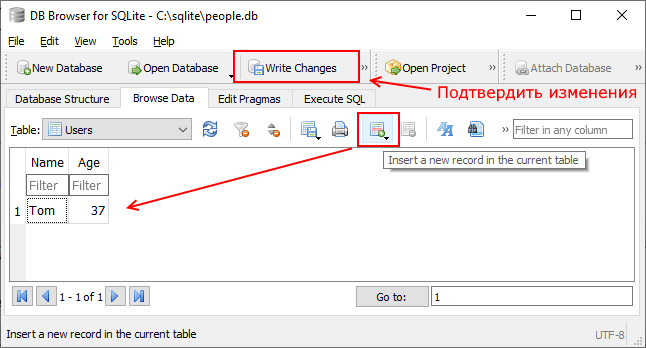 DB Browser for SQLite - C:\sqlite\people.db
File Edit View Tools Help
New Database Open Database Write Changes » Open Project » Attach Database »
Подтвердить изменения
Database Structure Browse Data Edit Pragmas Execute SQL
Table: Users » Filter in any column
Insert a new record in the current table
Name Age
Filter Filter
1 Tom 37
1 - 1 of 1 Go to: 1
Insert a new record in the current table UTF-8